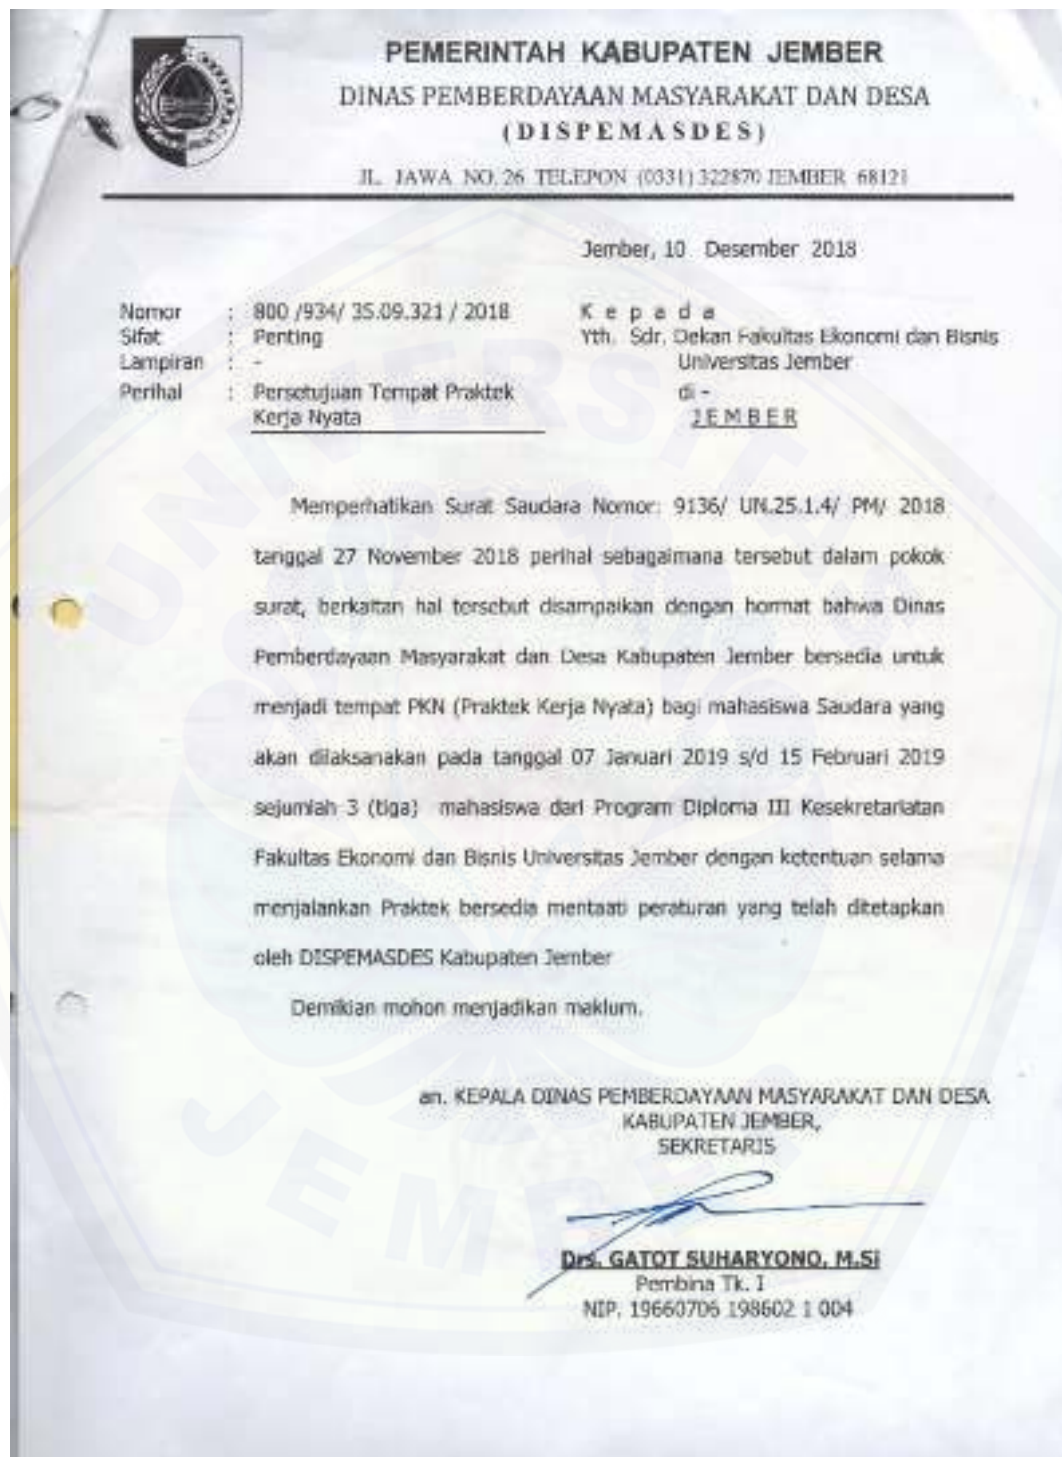 PEMERINTAH KABUPATEN JEMBER
DINAS PEMBERDAYAAN MASYARAKAT DAN DESA
(DISPEMASDES)
JL. JAWA NO. 26 TELEPON (0331) 322870 JEMBER 68121
Jember, 10 Desember 2018
Nomor : 800 /934/ 35.09.321 / 2018
Sifat : Penting
Lampiran : -
Perihal : Persetujuan Tempat Praktek
Kerja Nyata
K e p a d a
Yth. Sdr. Dekan Fakultas Ekonomi dan Bisnis
Universitas Jember
di -
J E M B E R
Memperhatikan Surat Saudara Nomor: 9136/ UN.25.1.4/ PM/ 2018
tanggal 27 November 2018 perihal sebagaimana tersebut dalam pokok
surat, berkaitan hal tersebut disampaikan dengan hormat bahwa Dinas
Pemberdayaan Masyarakat dan Desa Kabupaten Jember bersedia untuk
menjadi tempat PKN (Praktek Kerja Nyata) bagi mahasiswa Saudara yang
akan dilaksanakan pada tanggal 07 Januari 2019 s/d 15 Februari 2019
sejumlah 3 (tiga) mahasiswa dari Program Diploma III Kesekretariatan
Fakultas Ekonomi dan Bisnis Universitas Jember dengan ketentuan selama
menjalankan Praktek bersedia mentaati peraturan yang telah ditetapkan
oleh DISPEMASDES Kabupaten Jember
Demikian mohon menjadikan maklum.
an. KEPALA DINAS PEMBERDAYAAN MASYARAKAT DAN DESA
KABUPATEN JEMBER,
SEKRETARIS
Drs. GATOT SUHARYONO, M.Si
Pembina Tk. I
NIP. 19660706 198602 1 004
UNIVERSITAS
JEMBER